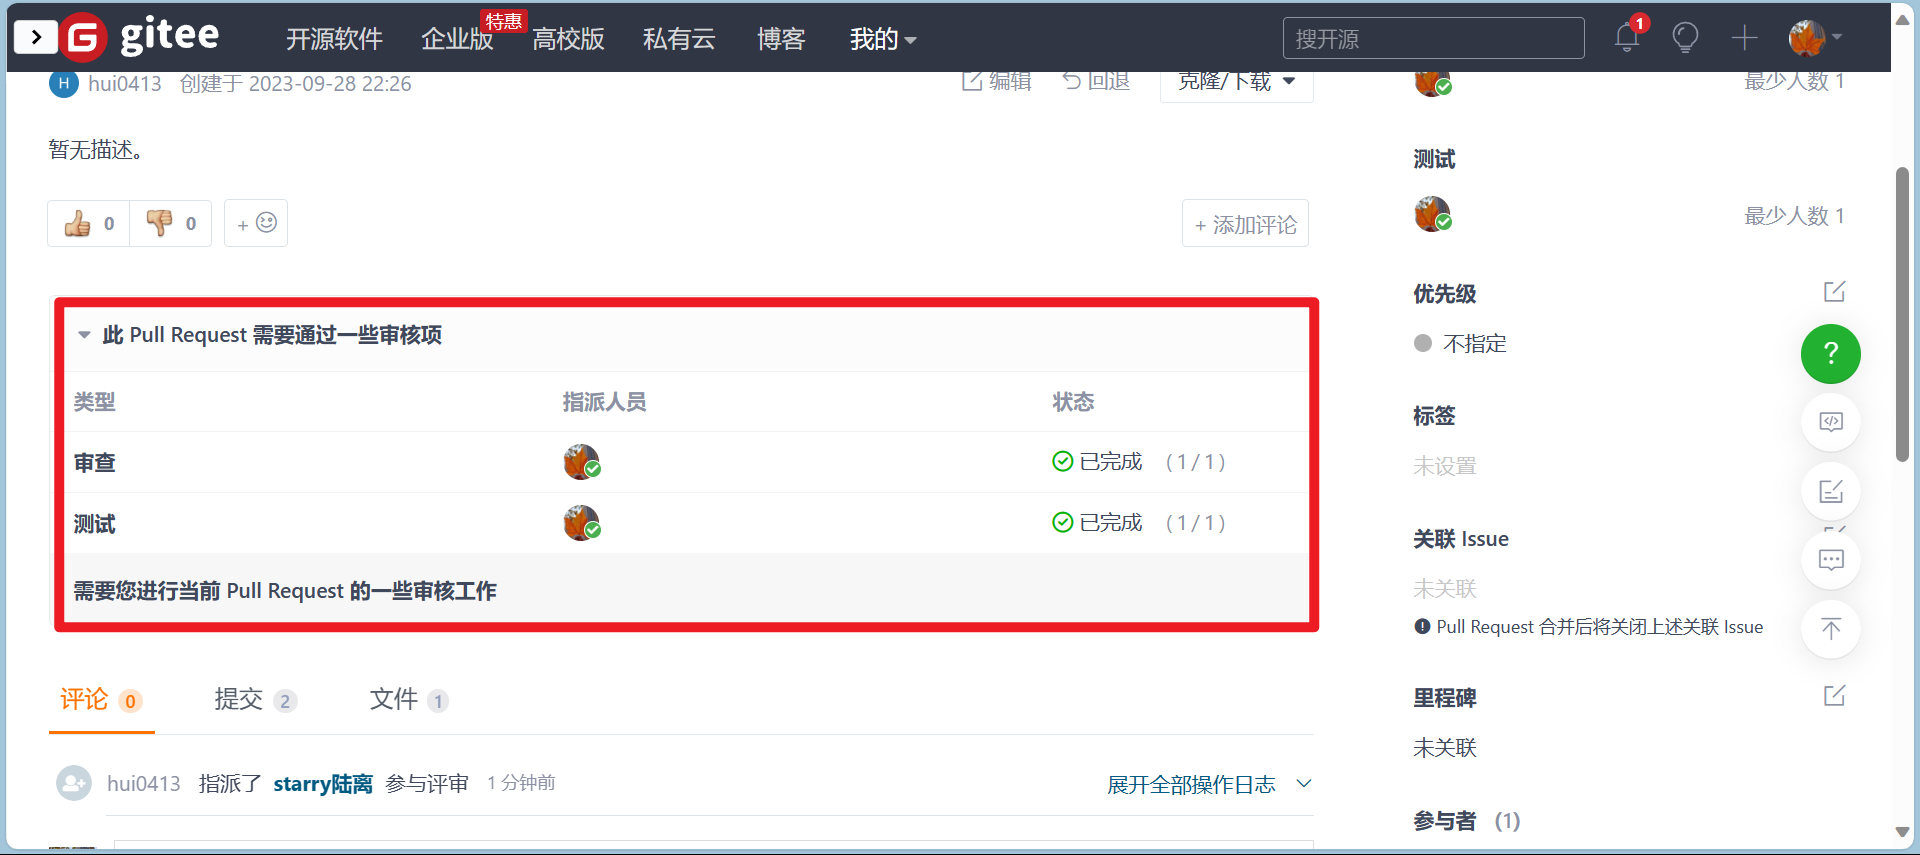 gitee 开源软件 企业版 特惠 高校版 私有云 博客 我的 搜开源 1
H hui0413 创建于 2023-09-28 22:26 编辑 回退 克隆/下载 最少人数 1
暂无描述。
测试
0 0 + + 添加评论 最少人数 1
优先级
此 Pull Request 需要通过一些审核项
不指定
?
类型 指派人员 状态
标签
审查 已完成 (1/1)
未设置
测试 已完成 (1/1)
关联 Issue
未关联
需要您进行当前 Pull Request 的一些审核工作
Pull Request 合并后将关闭上述关联 Issue
评论 0 提交 2 文件 1
里程碑
未关联
hui0413 指派了 starry陆离 参与评审 1 分钟前 展开全部操作日志
参与者 (1)